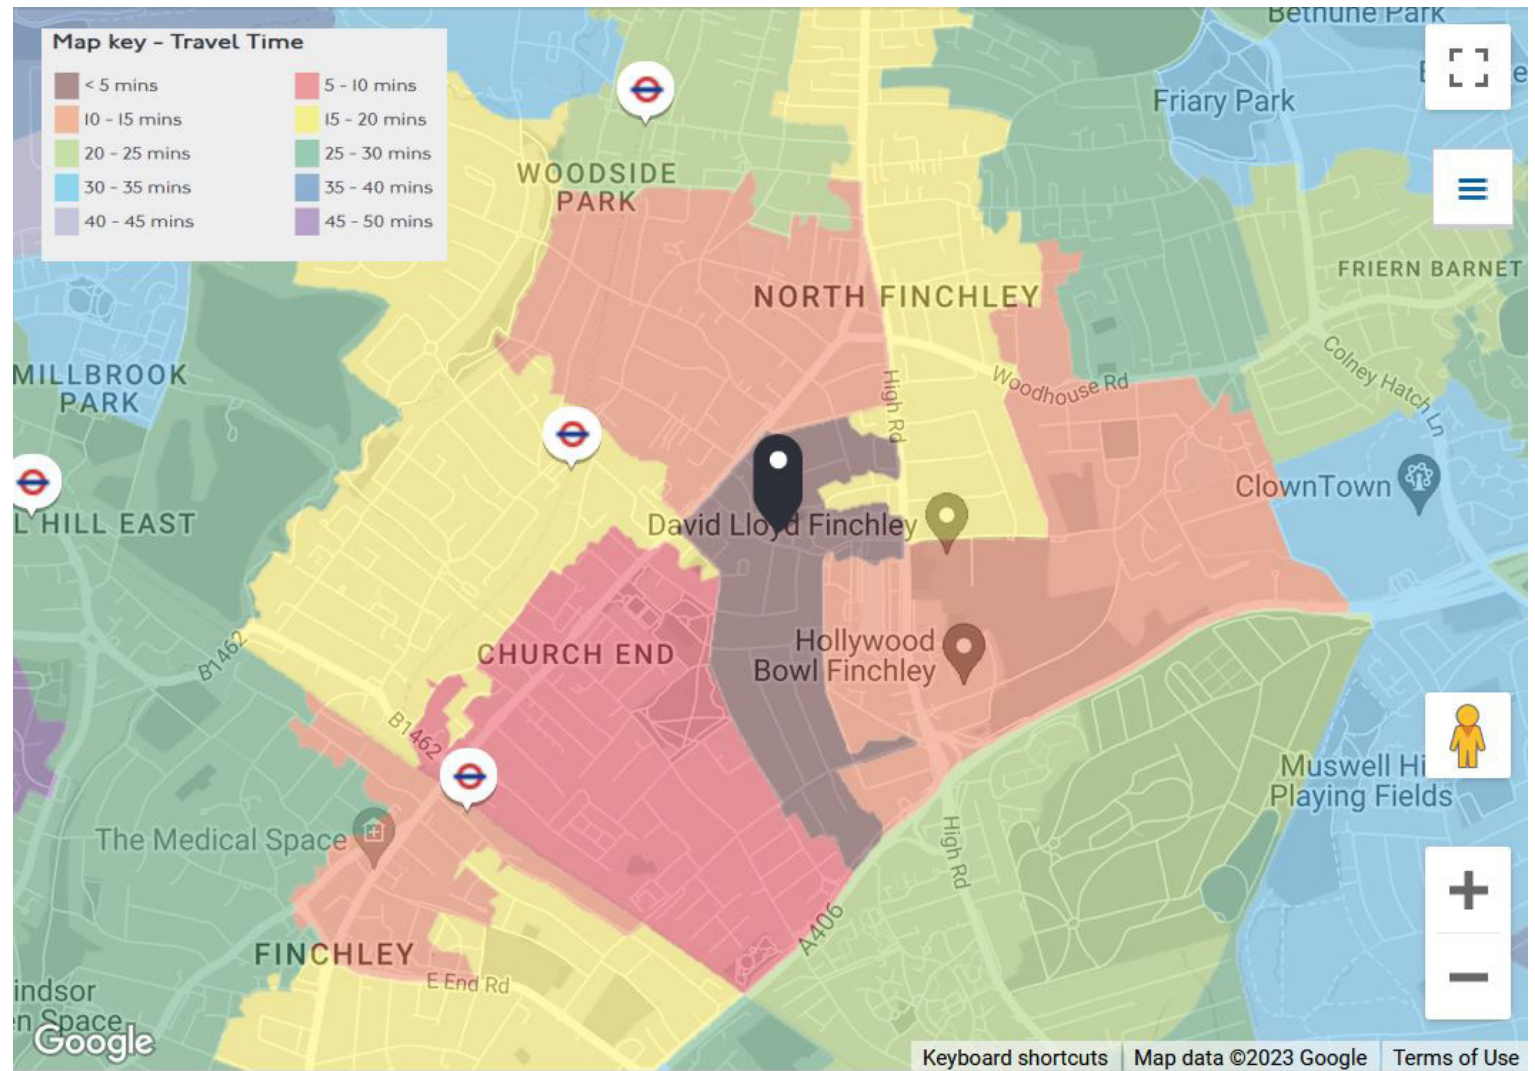 Bethune Park
Map key - Travel Time
< 5 mins
5 - 10 mins
10 - 15 mins
15 - 20 mins
20 - 25 mins
25 - 30 mins
30 - 35 mins
35 - 40 mins
40 - 45 mins
45 - 50 mins
Friary Park
WOODSIDE
PARK
FRIERN BARNET
NORTH FINCHLEY
MILLBROOK
PARK
Colney Hatch Ln
High Rd
Woodhouse Rd
ClownTown
L HILL EAST
David Lloyd Finchley
B1462
CHURCH END
Hollywood
Bowl Finchley
B1462
Muswell Hi
Playing Fields
The Medical Space
High Rd
A406
FINCHLEY
E End Rd
indsor
n Space
Google
Keyboard shortcuts
Map data ©2023 Google
Terms of Use